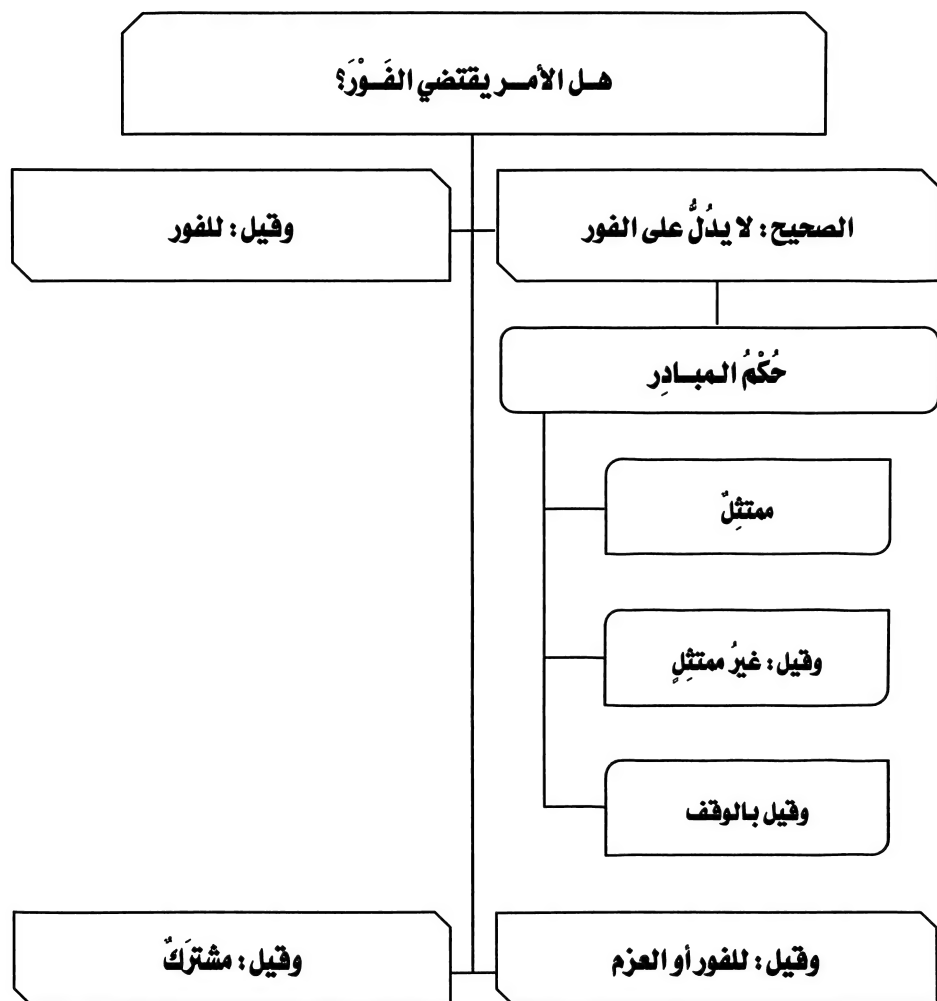 هل الأمر يقتضي الفَوْرَ؟
الصحيح: لا يدُلُّ على الفور
وقيل: للفور
حُكْمُ المبادِر
ممتثِلٌ
وقيل: غيرُ ممتثِلٍ
وقيل بالوقف
وقيل: للفور أو العزم
وقيل: مشترَكٌ